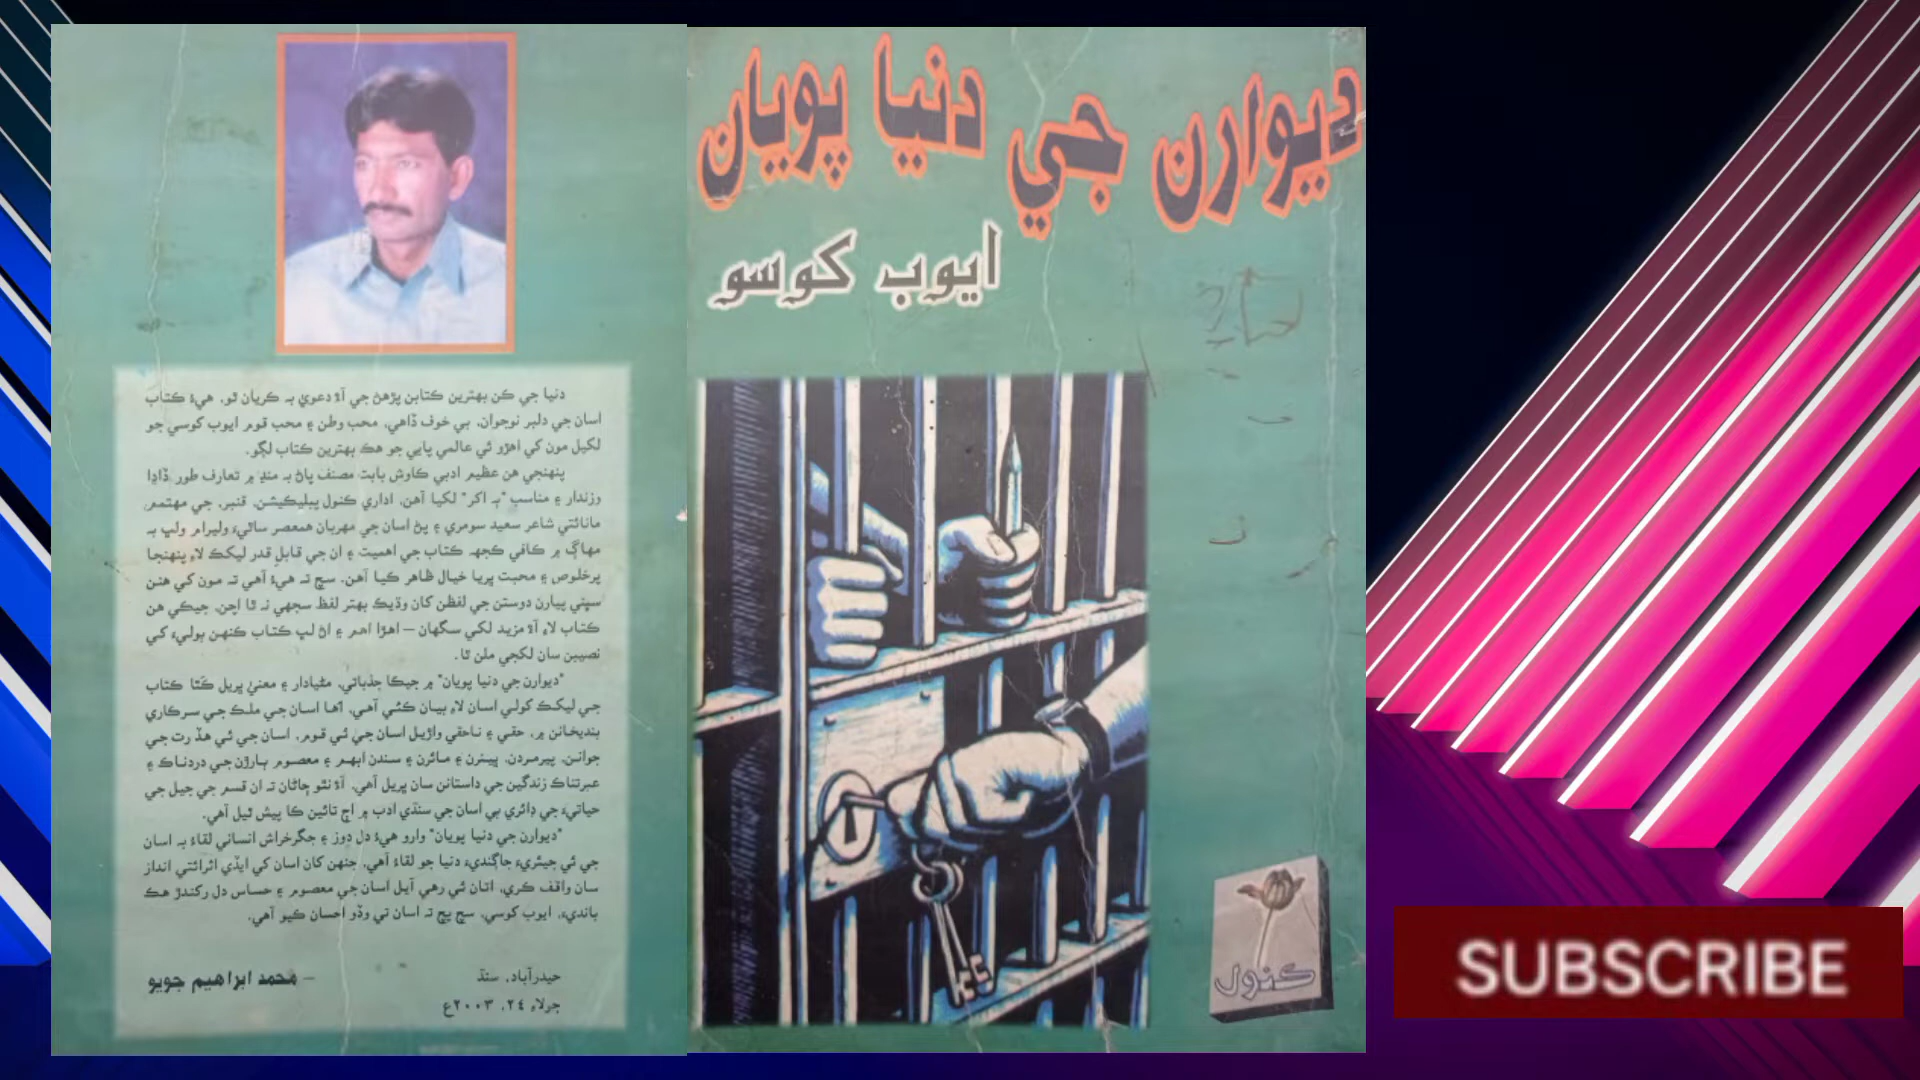 ديوارن جي دنيا پويان
ايوب کوسو
ڪنول
دنيا جي ڪن بهترين ڪتابن پڙهڻ جي آءٌ دعويٰ به ڪريان ٿو. هيءُ ڪتاب
اسان جي دلبر نوجوان، بي خوف ڏاهي، محب وطن ۽ محب قوم ايوب کوسي جو
لکيل مون کي اهڙو ئي عالمي پايي جو هڪ بهترين ڪتاب لڳو.
پنهنجي هن عظيم ادبي ڪاوش بابت مصنف پاڻ به منڍ ۾ تعارف طور ڏاڍا
وزندار ۽ مناسب "ٻه اکر" لکيا آهن. اداري ڪنول پبليڪيشن، قنبر، جي مهتمم،
مانائتي شاعر سعيد سومري ۽ پڻ اسان جي مهربان همعصر سائيءَ وليرام ولڀ به
مهاڳ ۾ ڪافي ڪجهه ڪتاب جي اهميت ۽ ان جي قابل قدر ليکڪ لاءِ پنهنجا
پرخلوص ۽ محبت ڀريا خيال ظاهر ڪيا آهن. سچ ته هيءُ آهي ته مون کي هنن
سڀني پيارن دوستن جي لفظن کان وڌيڪ بهتر لفظ سجهي نه ٿا اچن، جيڪي هن
ڪتاب لاءِ آءٌ مزيد لکي سگهان – اهڙا اهم ۽ اڻ لڀ ڪتاب ڪنهن ٻوليءَ کي
نصيبن سان لکجي ملن ٿا.
"ديوارن جي دنيا پويان" ۾ جيڪا جذباتي، مڻيادار ۽ معنيٰ ڀريل ڪٿا ڪتاب
جي ليکڪ کولي اسان لاءِ بيان ڪئي آهي، اها اسان جي ملڪ جي سرڪاري
بنديخانن ۾، حقي ۽ ناحقي واڙيل اسان جي ئي قوم، اسان جي ئي هڏ رت جي
جوانن، پيرمردن، ڀينرن ۽ مائرن ۽ سندن ابهم ۽ معصوم ٻارڙن جي دردناڪ ۽
عبرتناڪ زندگين جي داستانن سان ڀريل آهي. آءٌ نٿو ڄاڻان ته ان قسم جي جيل جي
حياتيءَ جي ڊائري بي اسان جي سنڌي ادب ۾ اڄ تائين ڪا پيش ٿيل آهي.
"ديوارن جي دنيا پويان" وارو هيءُ دل دوز ۽ جگرخراش انساني لقاءُ به اسان
جي ئي جيئريءَ جاڳنديءَ دنيا جو لقاءُ آهي، جنهن کان اسان کي ايڏي اثرائتي انداز
سان واقف ڪري، اتان ئي رهي آيل اسان جي معصوم ۽ حساس دل رکندڙ هڪ
بانديءَ، ايوب کوسي، سچ پچ ته اسان تي وڏو احسان ڪيو آهي.
حيدرآباد، سنڌ
– محمد ابراهيم جويو
جولاءِ ٢٤، ٢٠٠٣ع
SUBSCRIBE